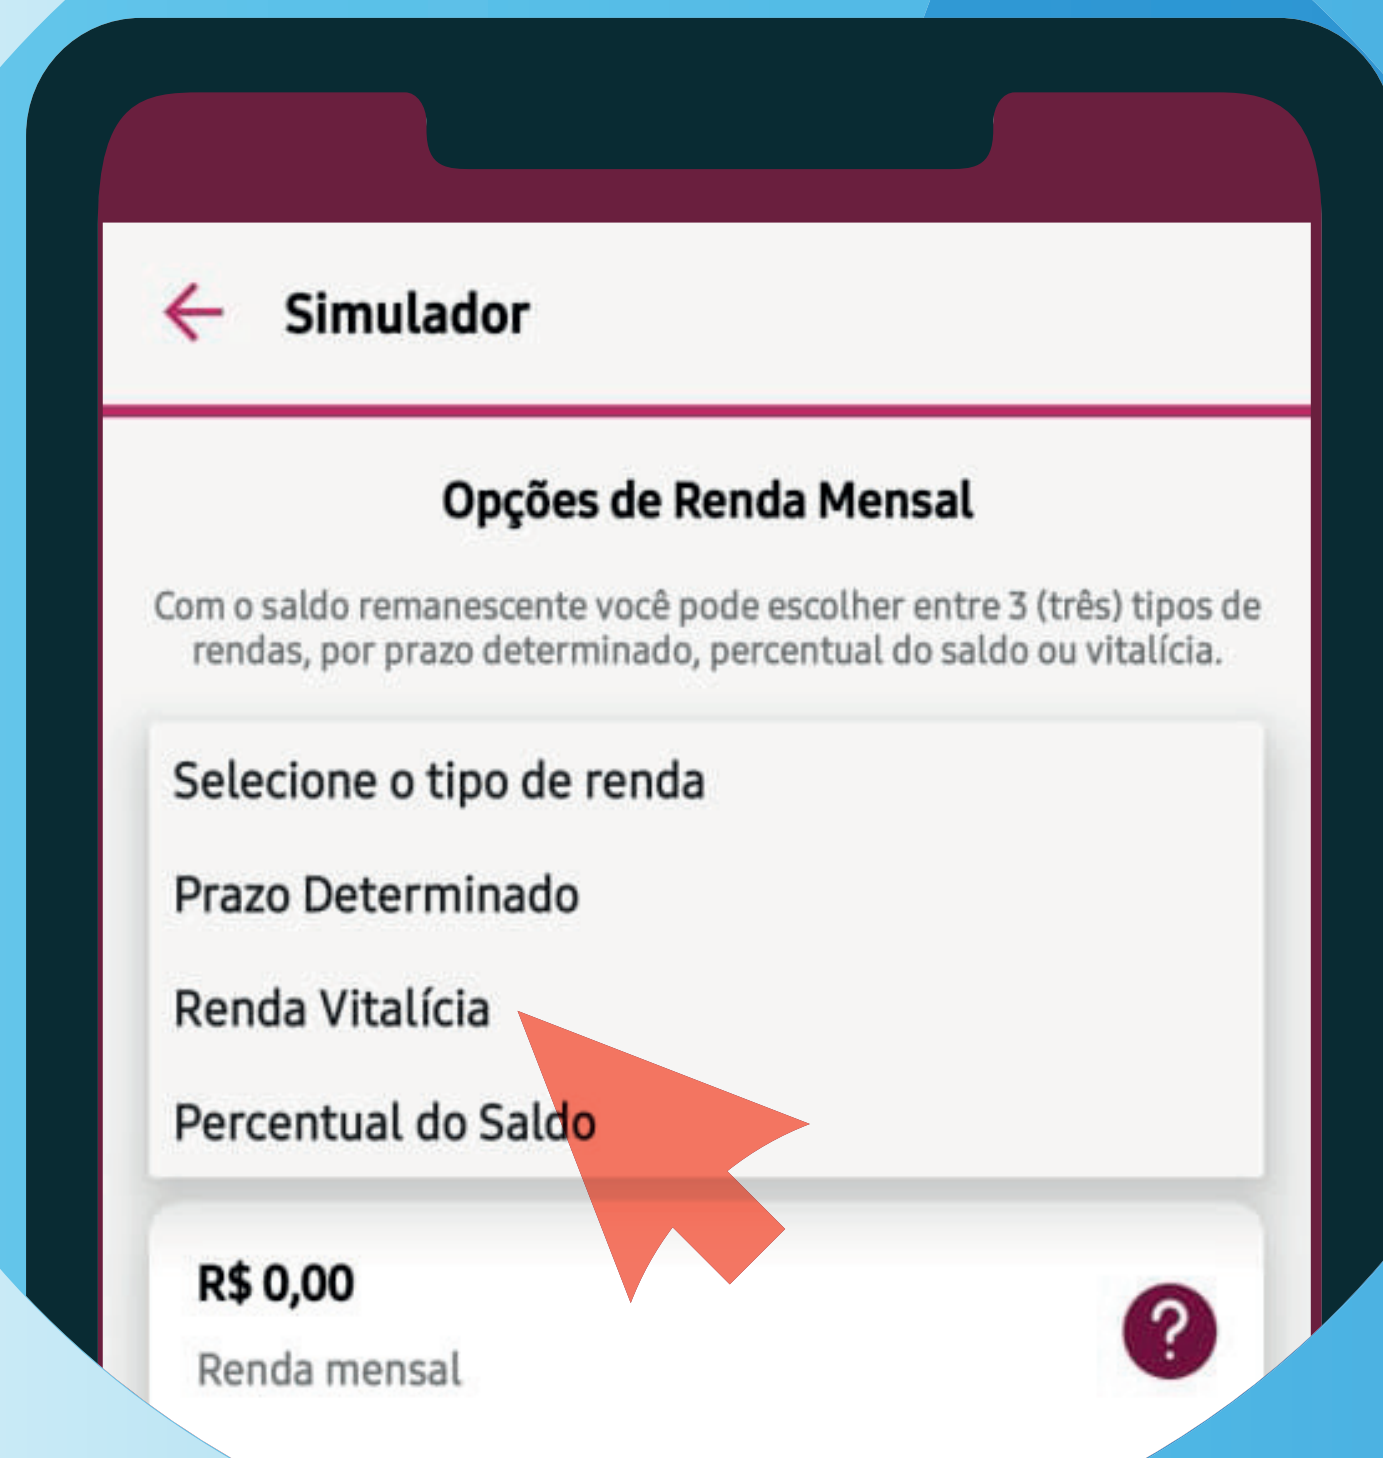 Simulador
Opções de Renda Mensal
Com o saldo remanescente você pode escolher entre 3 (três) tipos de
rendas, por prazo determinado, percentual do saldo ou vitalícia.
Selecione o tipo de renda
Prazo Determinado
Renda Vitalícia
Percentual do Saldo
R$ 0,00
?
Renda mensal